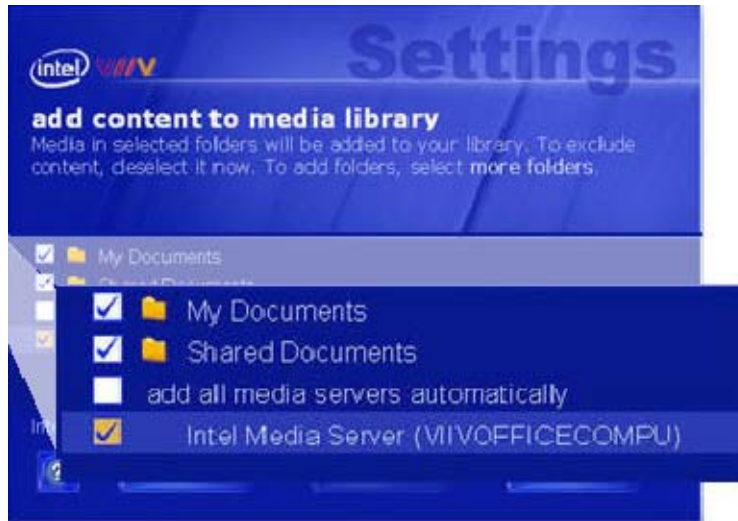 Settings
intel VIIV
add content to media library
Media in selected folders will be added to your library. To exclude
content, deselect it now. To add folders, select more folders.
My Documents
Shared Documents
My Documents
Shared Documents
add all media servers automatically
Intel Media Server (VIIVOFFICECOMPU)
?